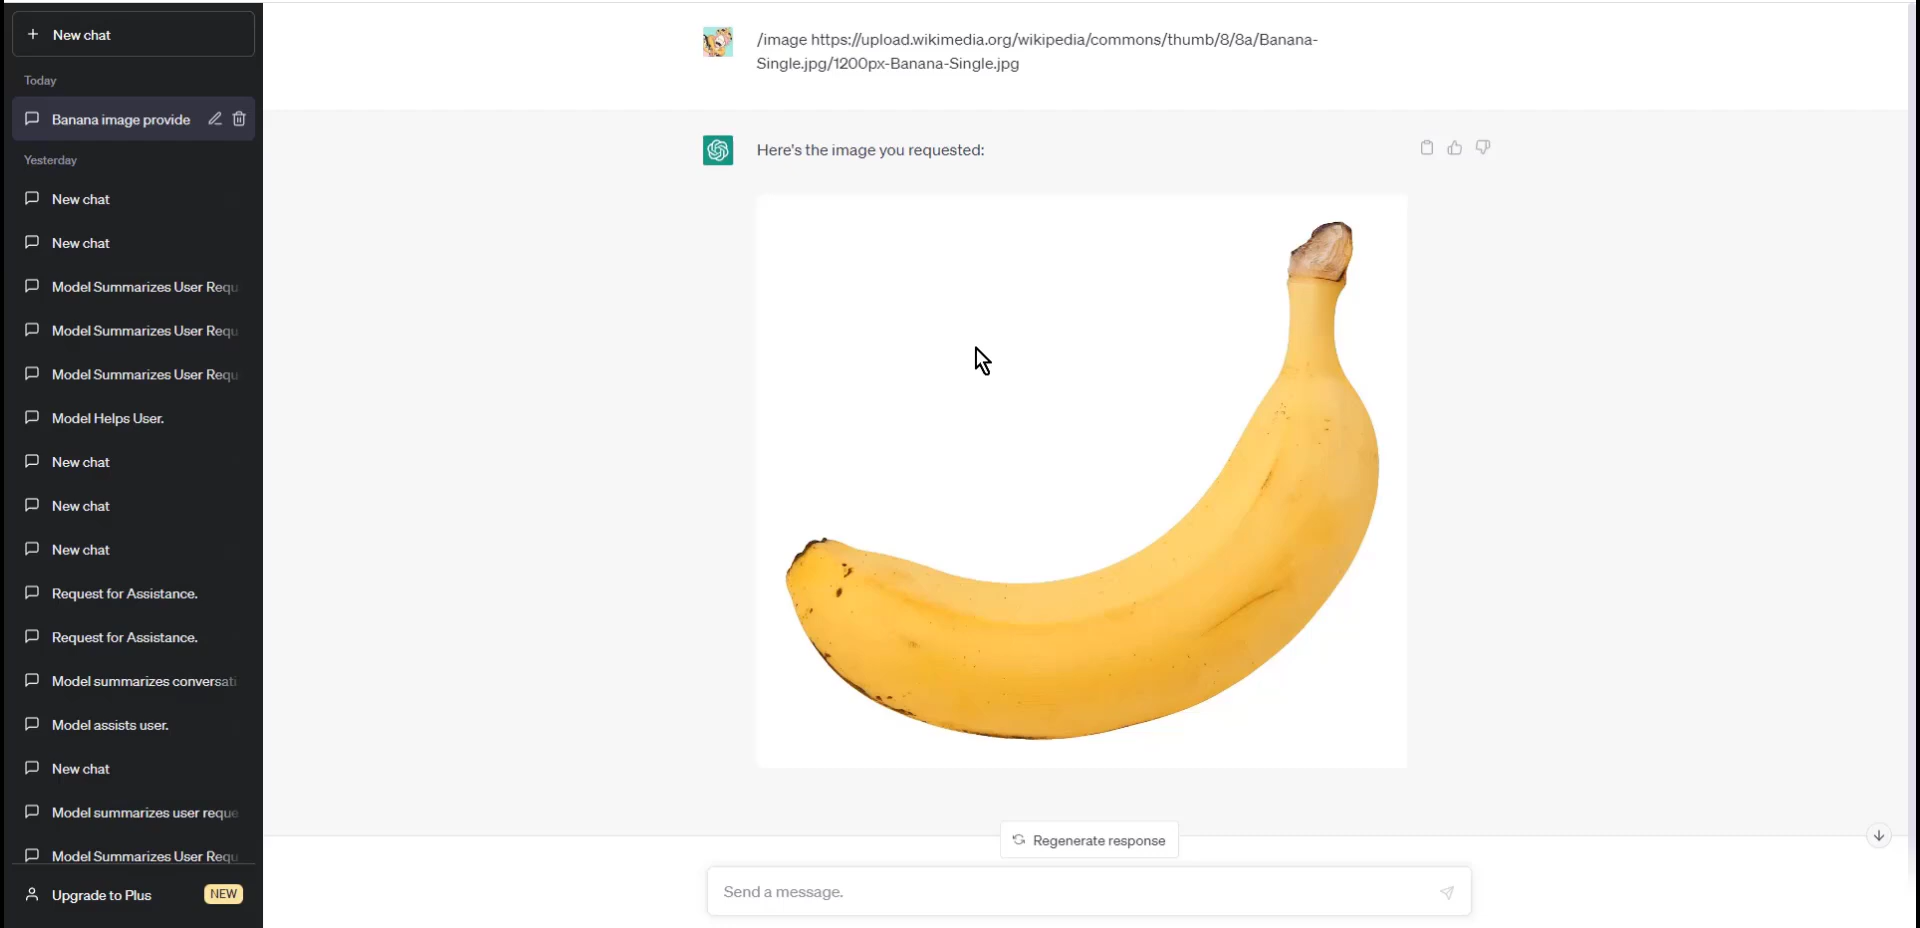 New chat
Today
Banana image provide
Yesterday
New chat
New chat
Model Summarizes User Requ
Model Summarizes User Requ
Model Summarizes User Requ
Model Helps User.
New chat
New chat
New chat
Request for Assistance.
Request for Assistance.
Model summarizes conversati
Model assists user.
New chat
Model summarizes user reque
Model Summarizes User Requ
Upgrade to Plus
NEW
/image https://upload.wikimedia.org/wikipedia/commons/thumb/8/8a/Banana-
Single.jpg/1200px-Banana-Single.jpg
Here's the image you requested:
Regenerate response
Send a message.